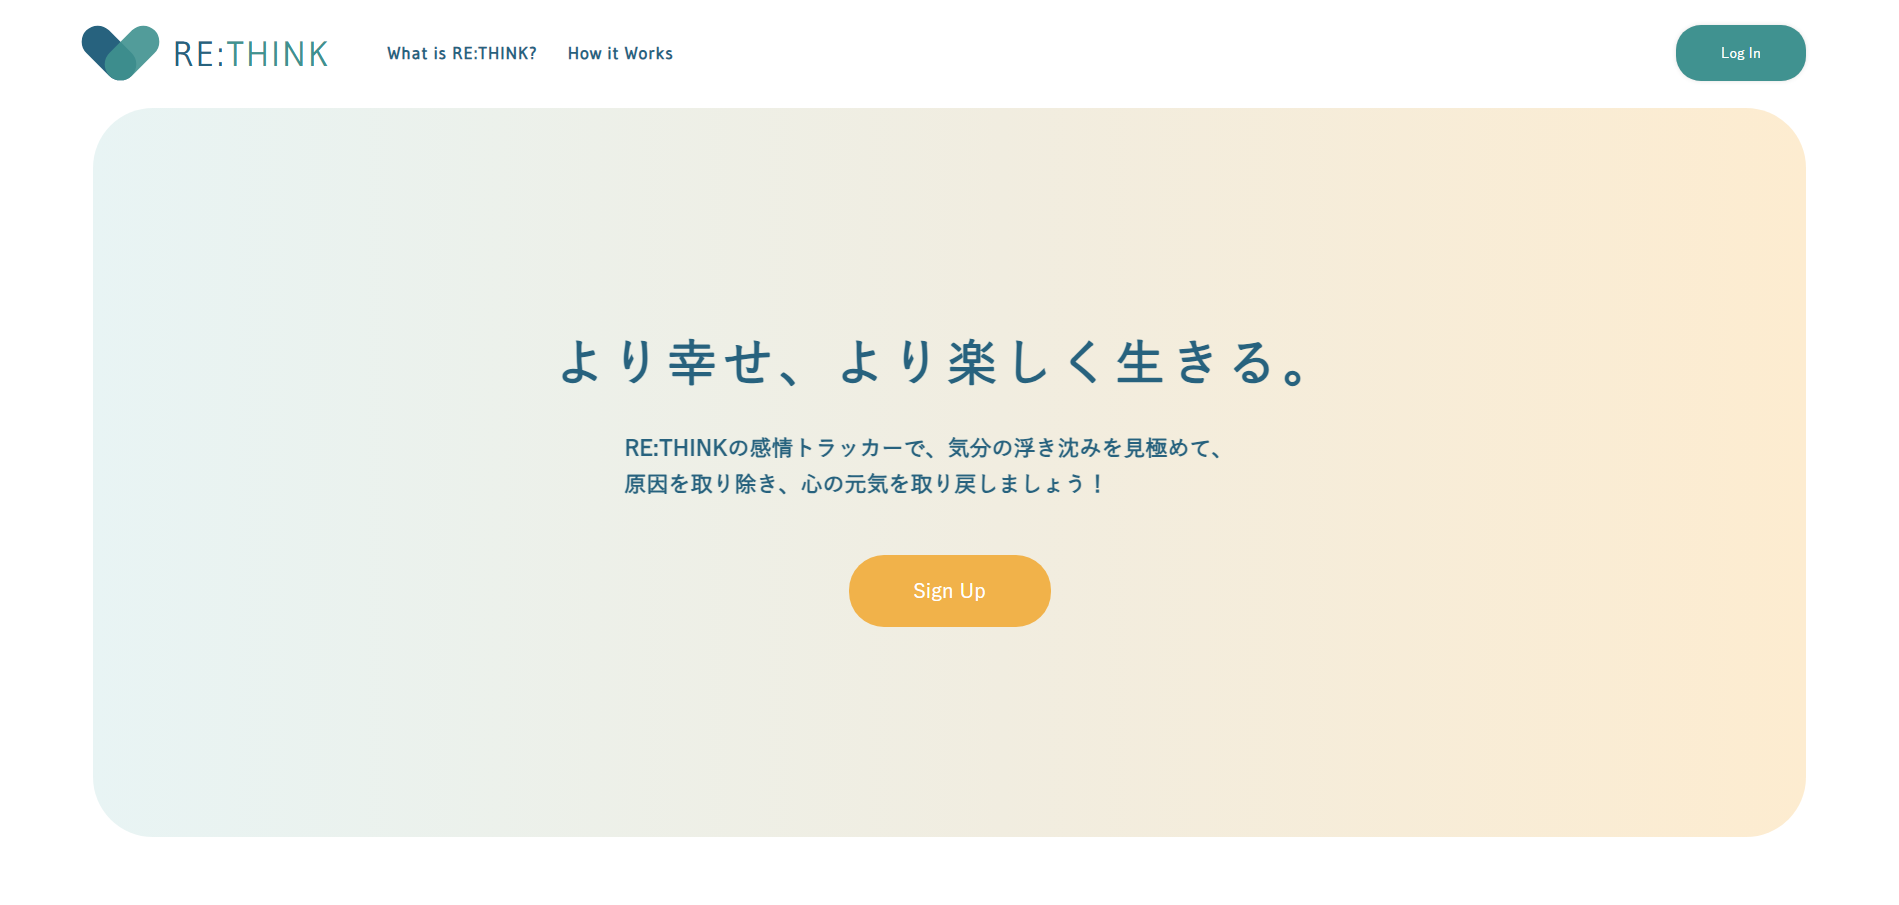 RE:THINK
What is RE:THINK?
How it Works
Log In
より幸せ、より楽しく生きる。
RE:THINKの感情トラッカーで、気分の浮き沈みを見極めて、
原因を取り除き、心の元気を取り戻しましょう！
Sign Up